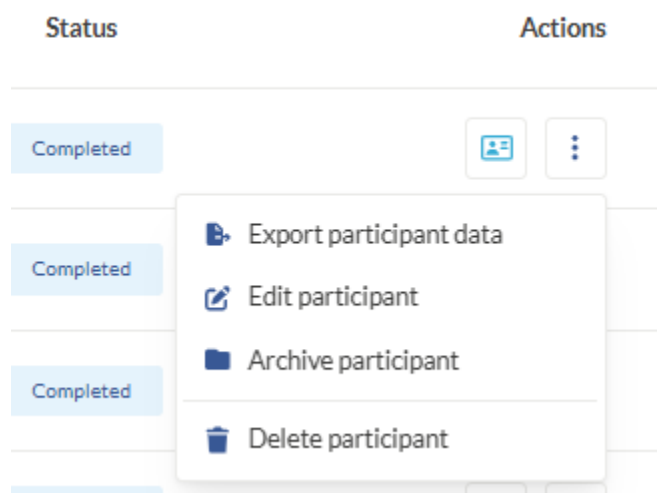 Status Actions
Completed
Export participant data
Completed
Edit participant
Archive participant
Completed
Delete participant